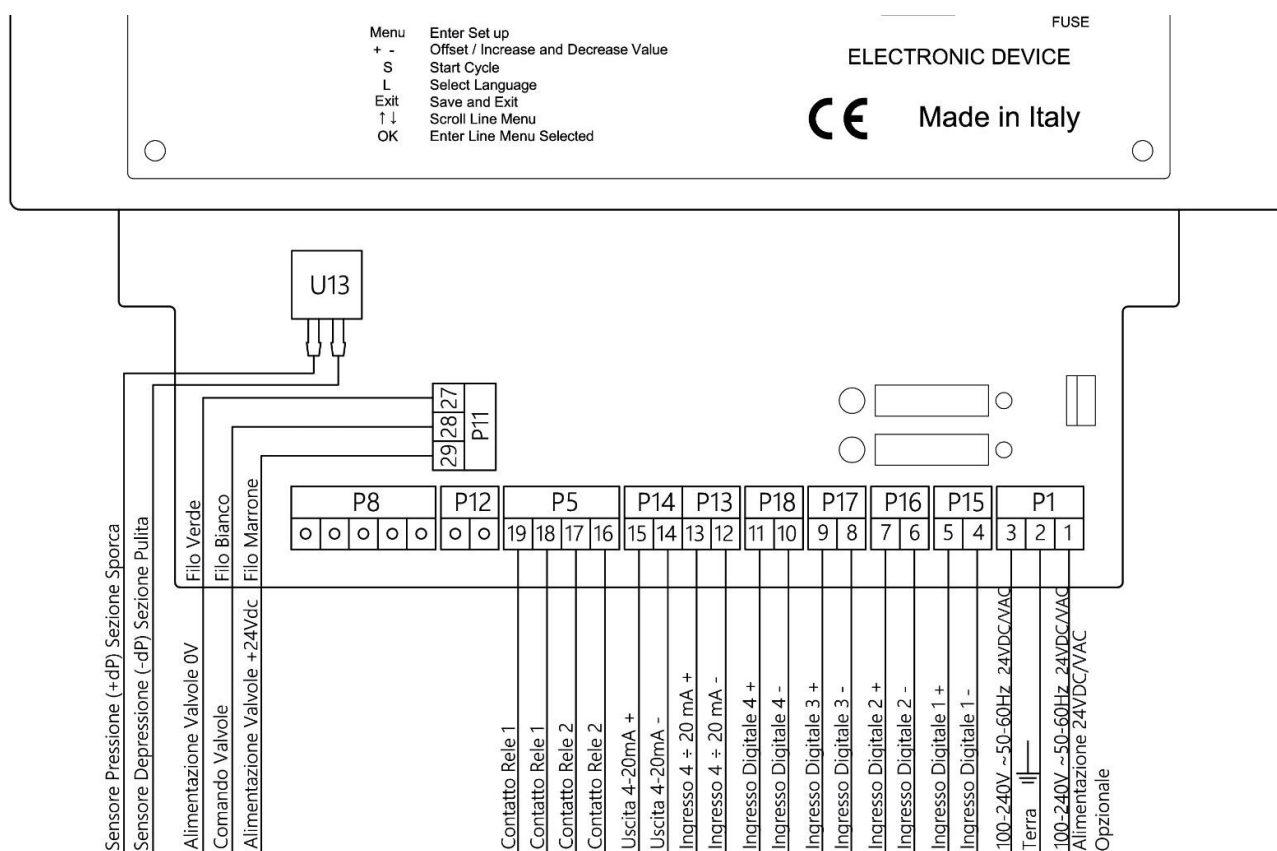 FUSE
Menu Enter Set up
+ - Offset / Increase and Decrease Value
S Start Cycle
L Select Language
Exit Save and Exit
↑↓ Scroll Line Menu
OK Enter Line Menu Selected
ELECTRONIC DEVICE
CE Made in Italy
U13
27
28
29
P11
P8 P12 P5 P14 P13 P18 P17 P16 P15 P1
19 18 17 16 15 14 13 12 11 10 9 8 7 6 5 4 3 2 1
Sensore Pressione (+dP) Sezione Sporca
Sensore Depressione (-dP) Sezione Pulita
Alimentazione Valvole 0V Filo Verde
Comando Valvole Filo Bianco
Alimentazione Valvole +24Vdc Filo Marrone
Contatto Rele 1
Contatto Rele 1
Contatto Rele 2
Contatto Rele 2
Uscita 4-20mA +
Uscita 4-20mA -
Ingresso 4 ÷ 20 mA +
Ingresso 4 ÷ 20 mA -
Ingresso Digitale 4 +
Ingresso Digitale 4 -
Ingresso Digitale 3 +
Ingresso Digitale 3 -
Ingresso Digitale 2 +
Ingresso Digitale 2 -
Ingresso Digitale 1 +
Ingresso Digitale 1 -
100-240V ~50-60Hz 24VDC/VAC
Terra
100-240V ~50-60Hz 24VDC/VAC
Alimentazione 24VDC/VAC
Opzionale